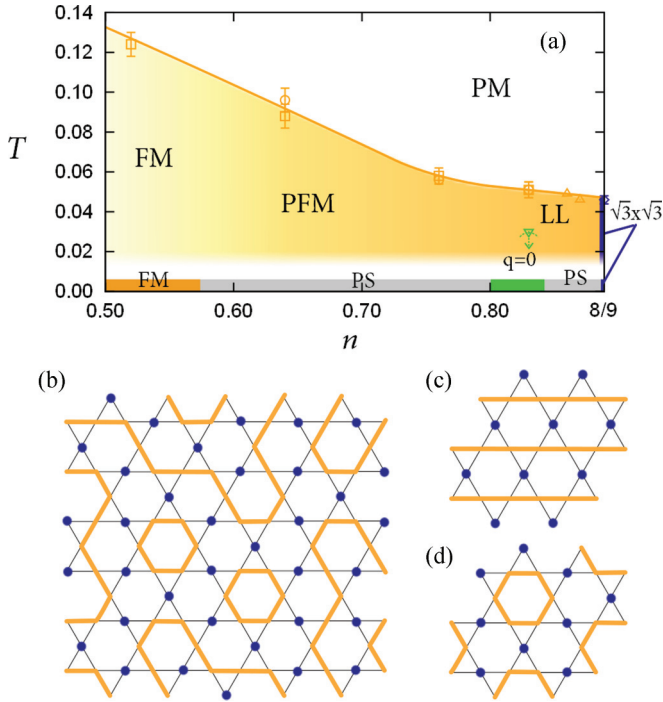 0.14
(a)
0.12
PM
0.10
T
0.08
FM
0.06
PFM
0.04
LL
√3x√3
0.02
q=0
FM
PS
PS
0.00
0.50
0.60
0.70
0.80
8/9
n
(b)
(c)
(d)